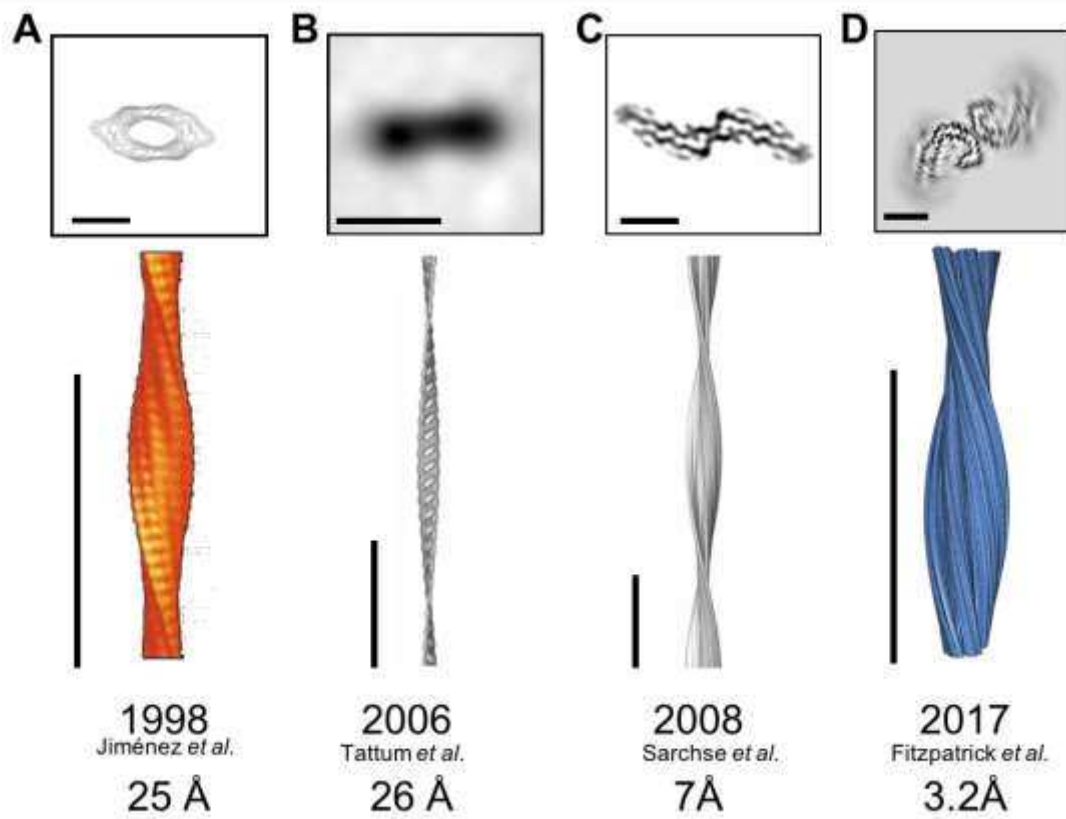 A B C D
1998 2006 2008 2017
Jiménez et al. Tattum et al. Sarchse et al. Fitzpatrick et al.
25 Å 26 Å 7Å 3.2Å